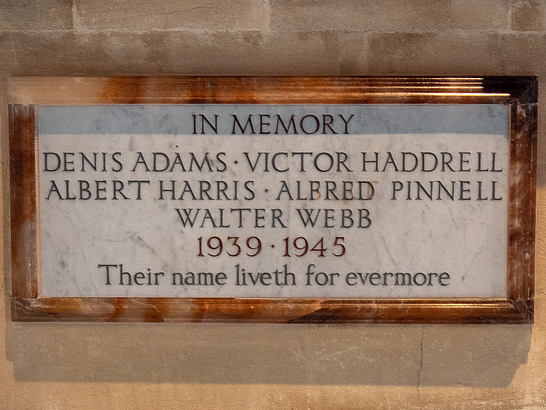 IN MEMORY
DENIS ADAMS · VICTOR HADDRELL
ALBERT HARRIS · ALFRED PINNELL
WALTER WEBB
1939 · 1945
Their name liveth for evermore